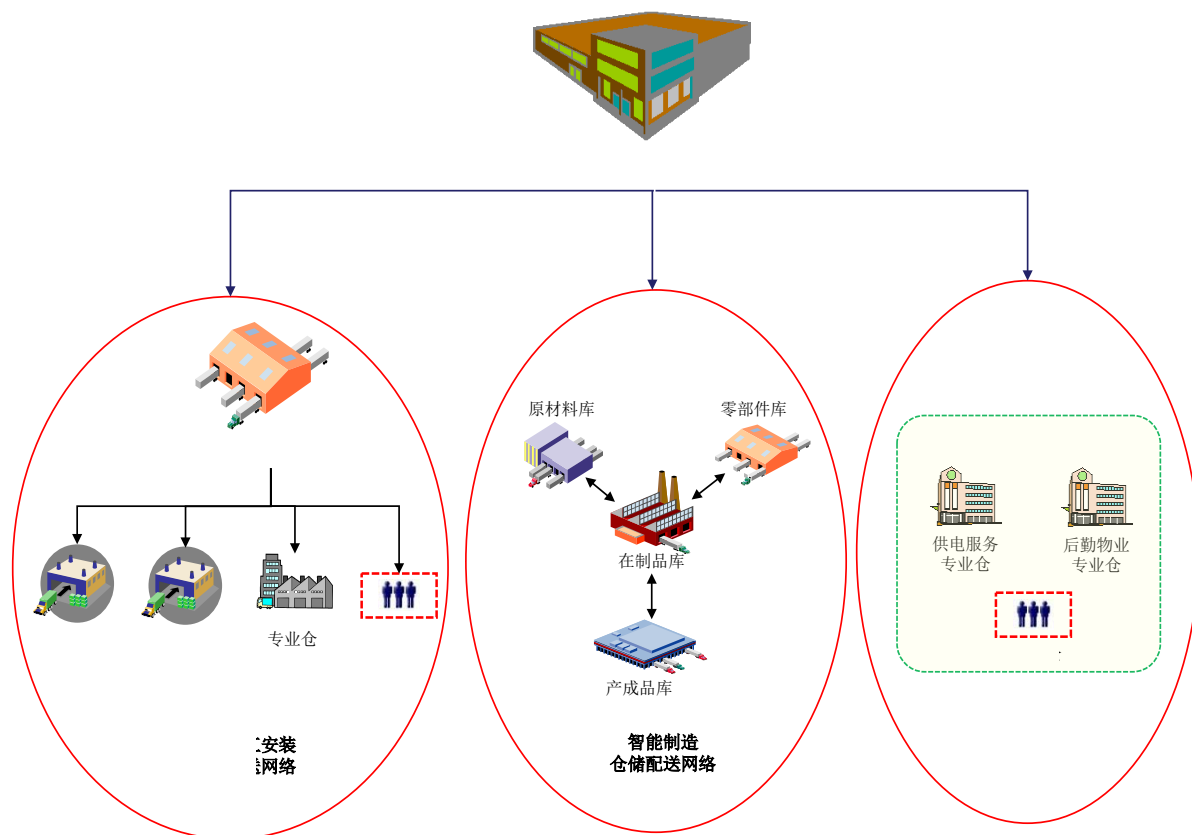 原材料库
零部件库
在制品库
产成品库
专业仓
供电服务
专业仓
后勤物业
专业仓
安装
网络
智能制造
仓储配送网络